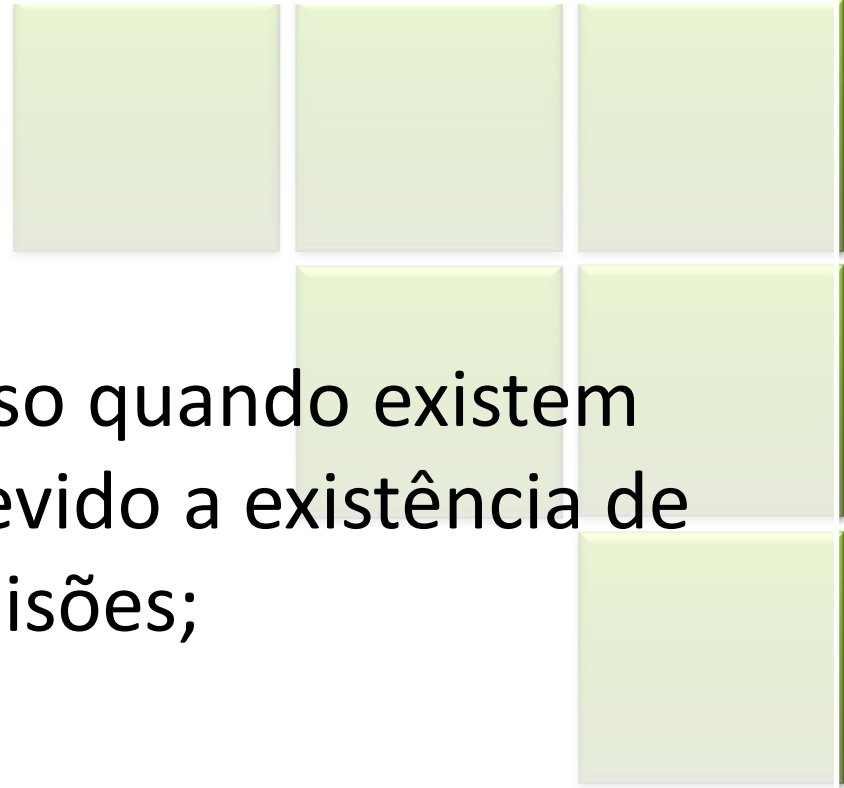 so quando existem
evido a existência de
isões;